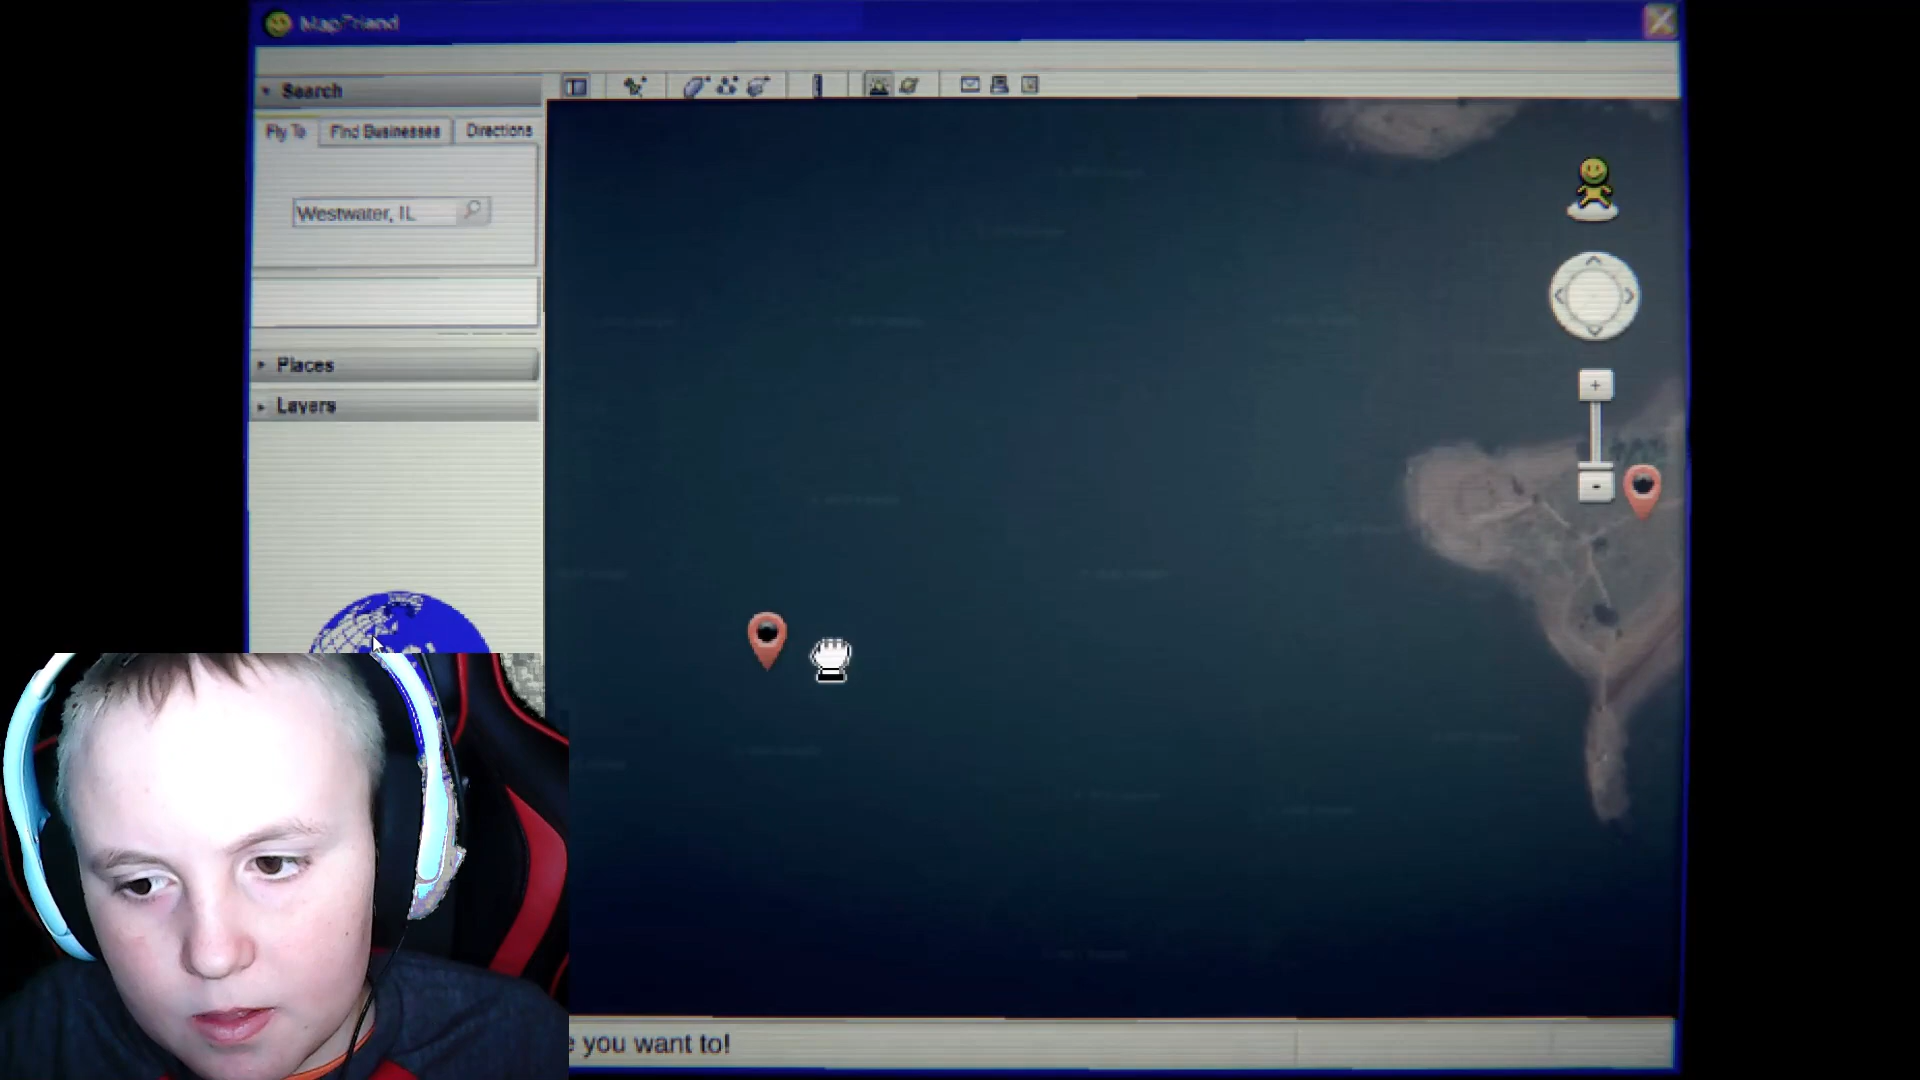 MapFriend
Search
Fly To
Find Businesses
Directions
Westwater, IL
Places
Layers
+
-
you want to!